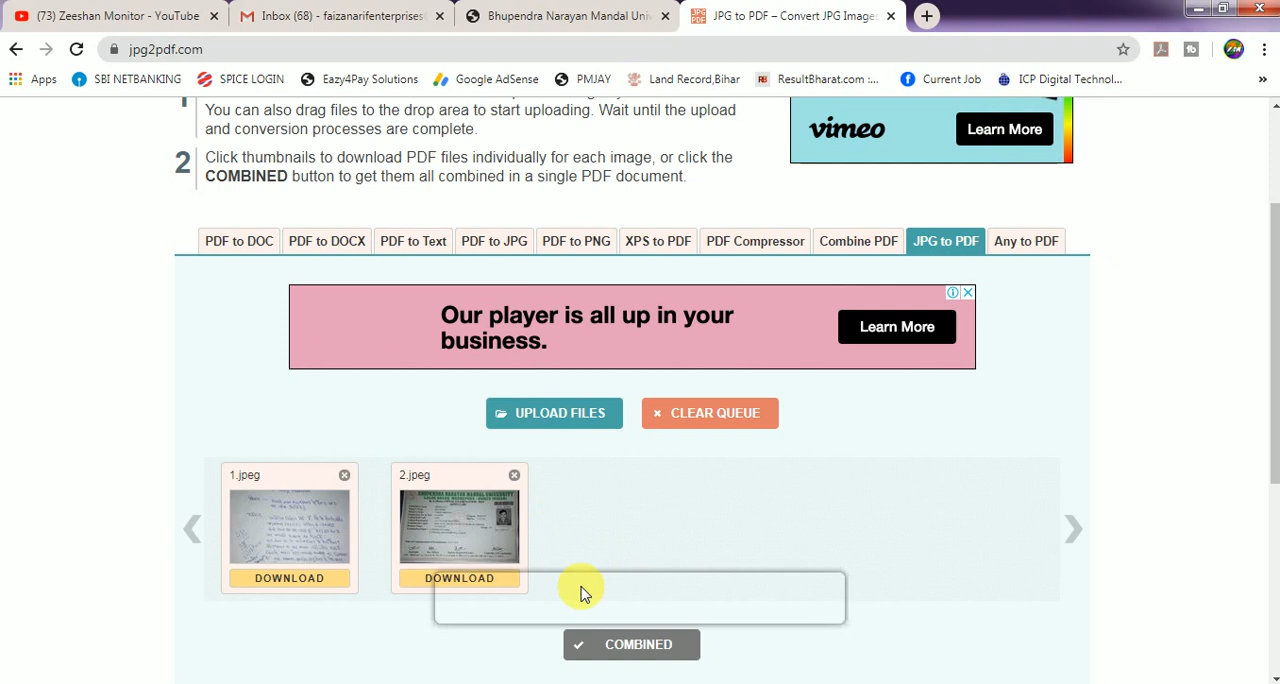 (73) Zeeshan Monitor - YouTube
Inbox (68) - faizanarifenterprises
Bhupendra Narayan Mandal Uni
JPG to PDF – Convert JPG Image
jpg2pdf.com
Apps
SBI NETBANKING
SPICE LOGIN
Eazy4Pay Solutions
Google AdSense
PMJAY
Land Record,Bihar
ResultBharat.com :...
Current Job
ICP Digital Technol...
»
1
You can also drag files to the drop area to start uploading. Wait until the upload
and conversion processes are complete.
2
Click thumbnails to download PDF files individually for each image, or click the
COMBINED button to get them all combined in a single PDF document.
vimeo
Learn More
PDF to DOC
PDF to DOCX
PDF to Text
PDF to JPG
PDF to PNG
XPS to PDF
PDF Compressor
Combine PDF
JPG to PDF
Any to PDF
Our player is all up in your
business.
Learn More
UPLOAD FILES
CLEAR QUEUE
1.jpeg
2.jpeg
BHUPENDRA NARAYAN MANDAL UNIVERSITY
DOWNLOAD
DOWNLOAD
COMBINED